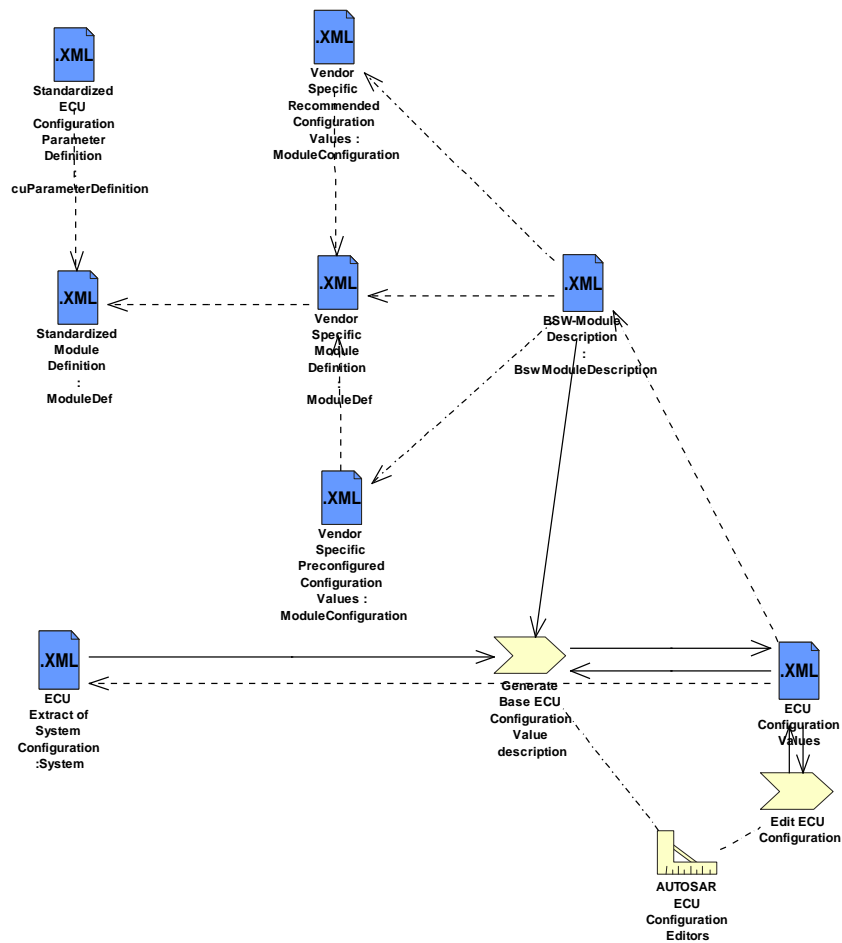 .XML
Standardized
ECU
Configuration
Parameter
Definition
:
cuParameterDefinition
.XML
Vendor
Specific
Recommended
Configuration
Values :
ModuleConfiguration
.XML
Standardized
Module
Definition
:
ModuleDef
.XML
Vendor
Specific
Module
Definition
:
ModuleDef
.XML
BSW-Module
Description
:
BswModuleDescription
.XML
Vendor
Specific
Preconfigured
Configuration
Values :
ModuleConfiguration
.XML
ECU
Extract of
System
Configuration
:System
Generate
Base ECU
Configuration
Value
description
.XML
ECU
Configuration
Values
Edit ECU
Configuration
AUTOSAR
ECU
Configuration
Editors